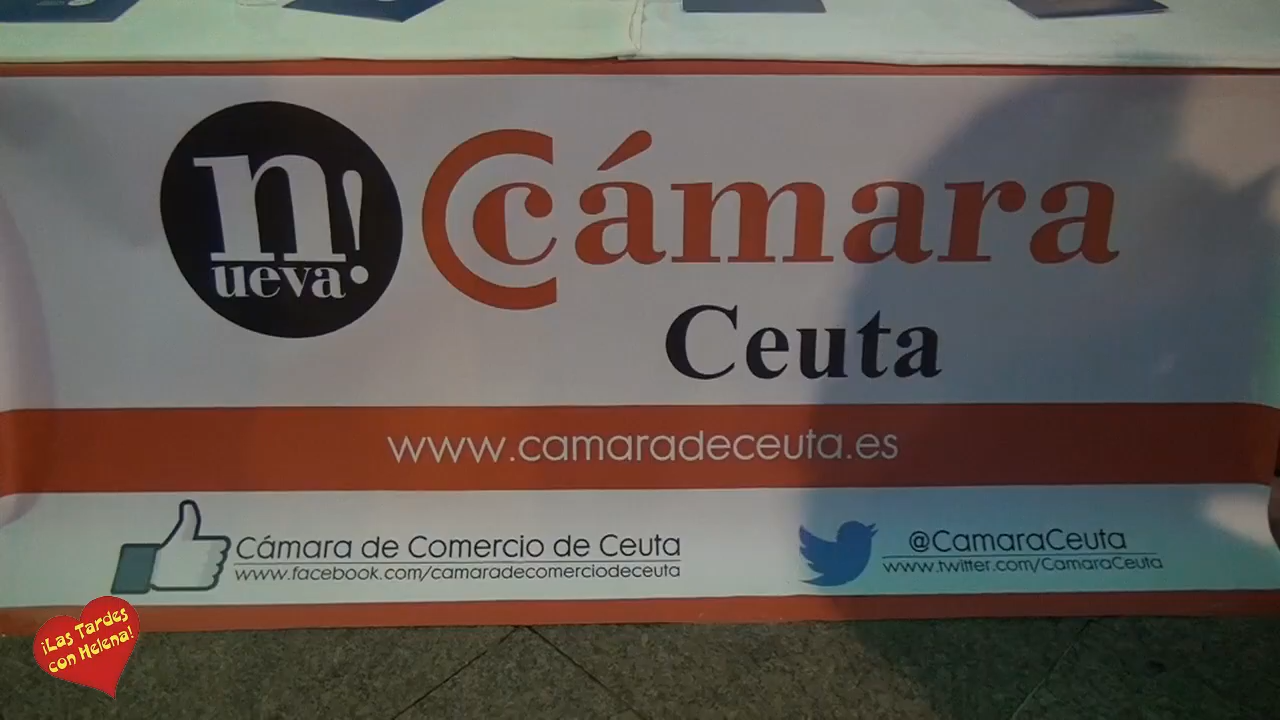 nueva!
Cámara
Ceuta
www.camaradeceuta.es
Cámara de Comercio de Ceuta
www.facebook.com/camaradecomerciodeceuta
@CamaraCeuta
www.twitter.com/CamaraCeuta
¡Las Tardes
con Helena!